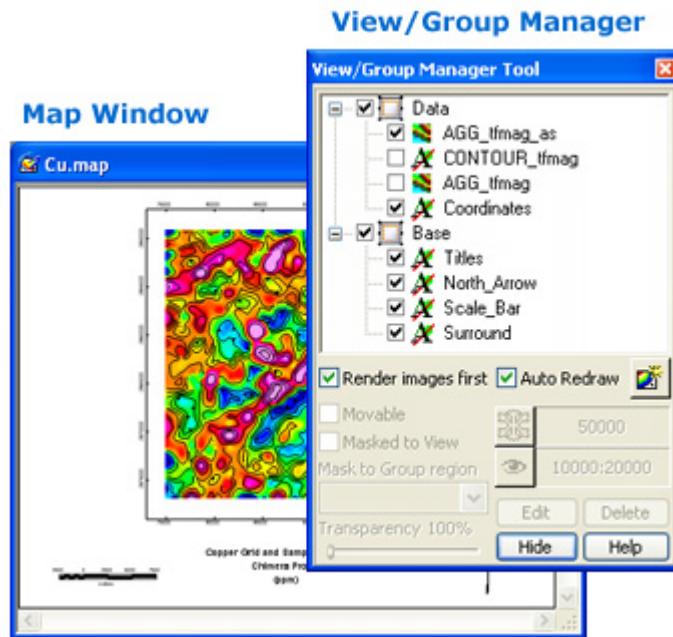 View/Group Manager
View/Group Manager Tool
Data
AGG_tfmag_as
CONTOUR_tfmag
AGG_tfmag
Coordinates
Base
Titles
North_Arrow
Scale_Bar
Surround
Render images first
Auto Redraw
Movable
50000
Masked to View
Mask to Group region
10000:20000
Edit
Delete
Transparency 100%
Hide
Help
Map Window
Cu.map
Copper Grid and Samp
Chimera Pro
(ppm)